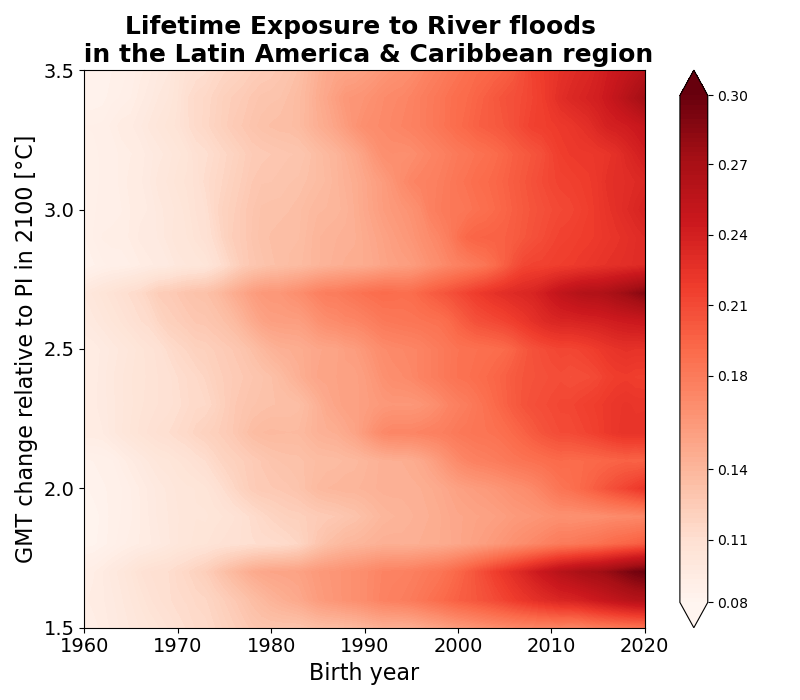 Lifetime Exposure to River floods
in the Latin America & Caribbean region
GMT change relative to PI in 2100 [°C]
3.5
3.0
2.5
2.0
1.5
1960 1970 1980 1990 2000 2010 2020
Birth year
0.30
0.27
0.24
0.21
0.18
0.14
0.11
0.08